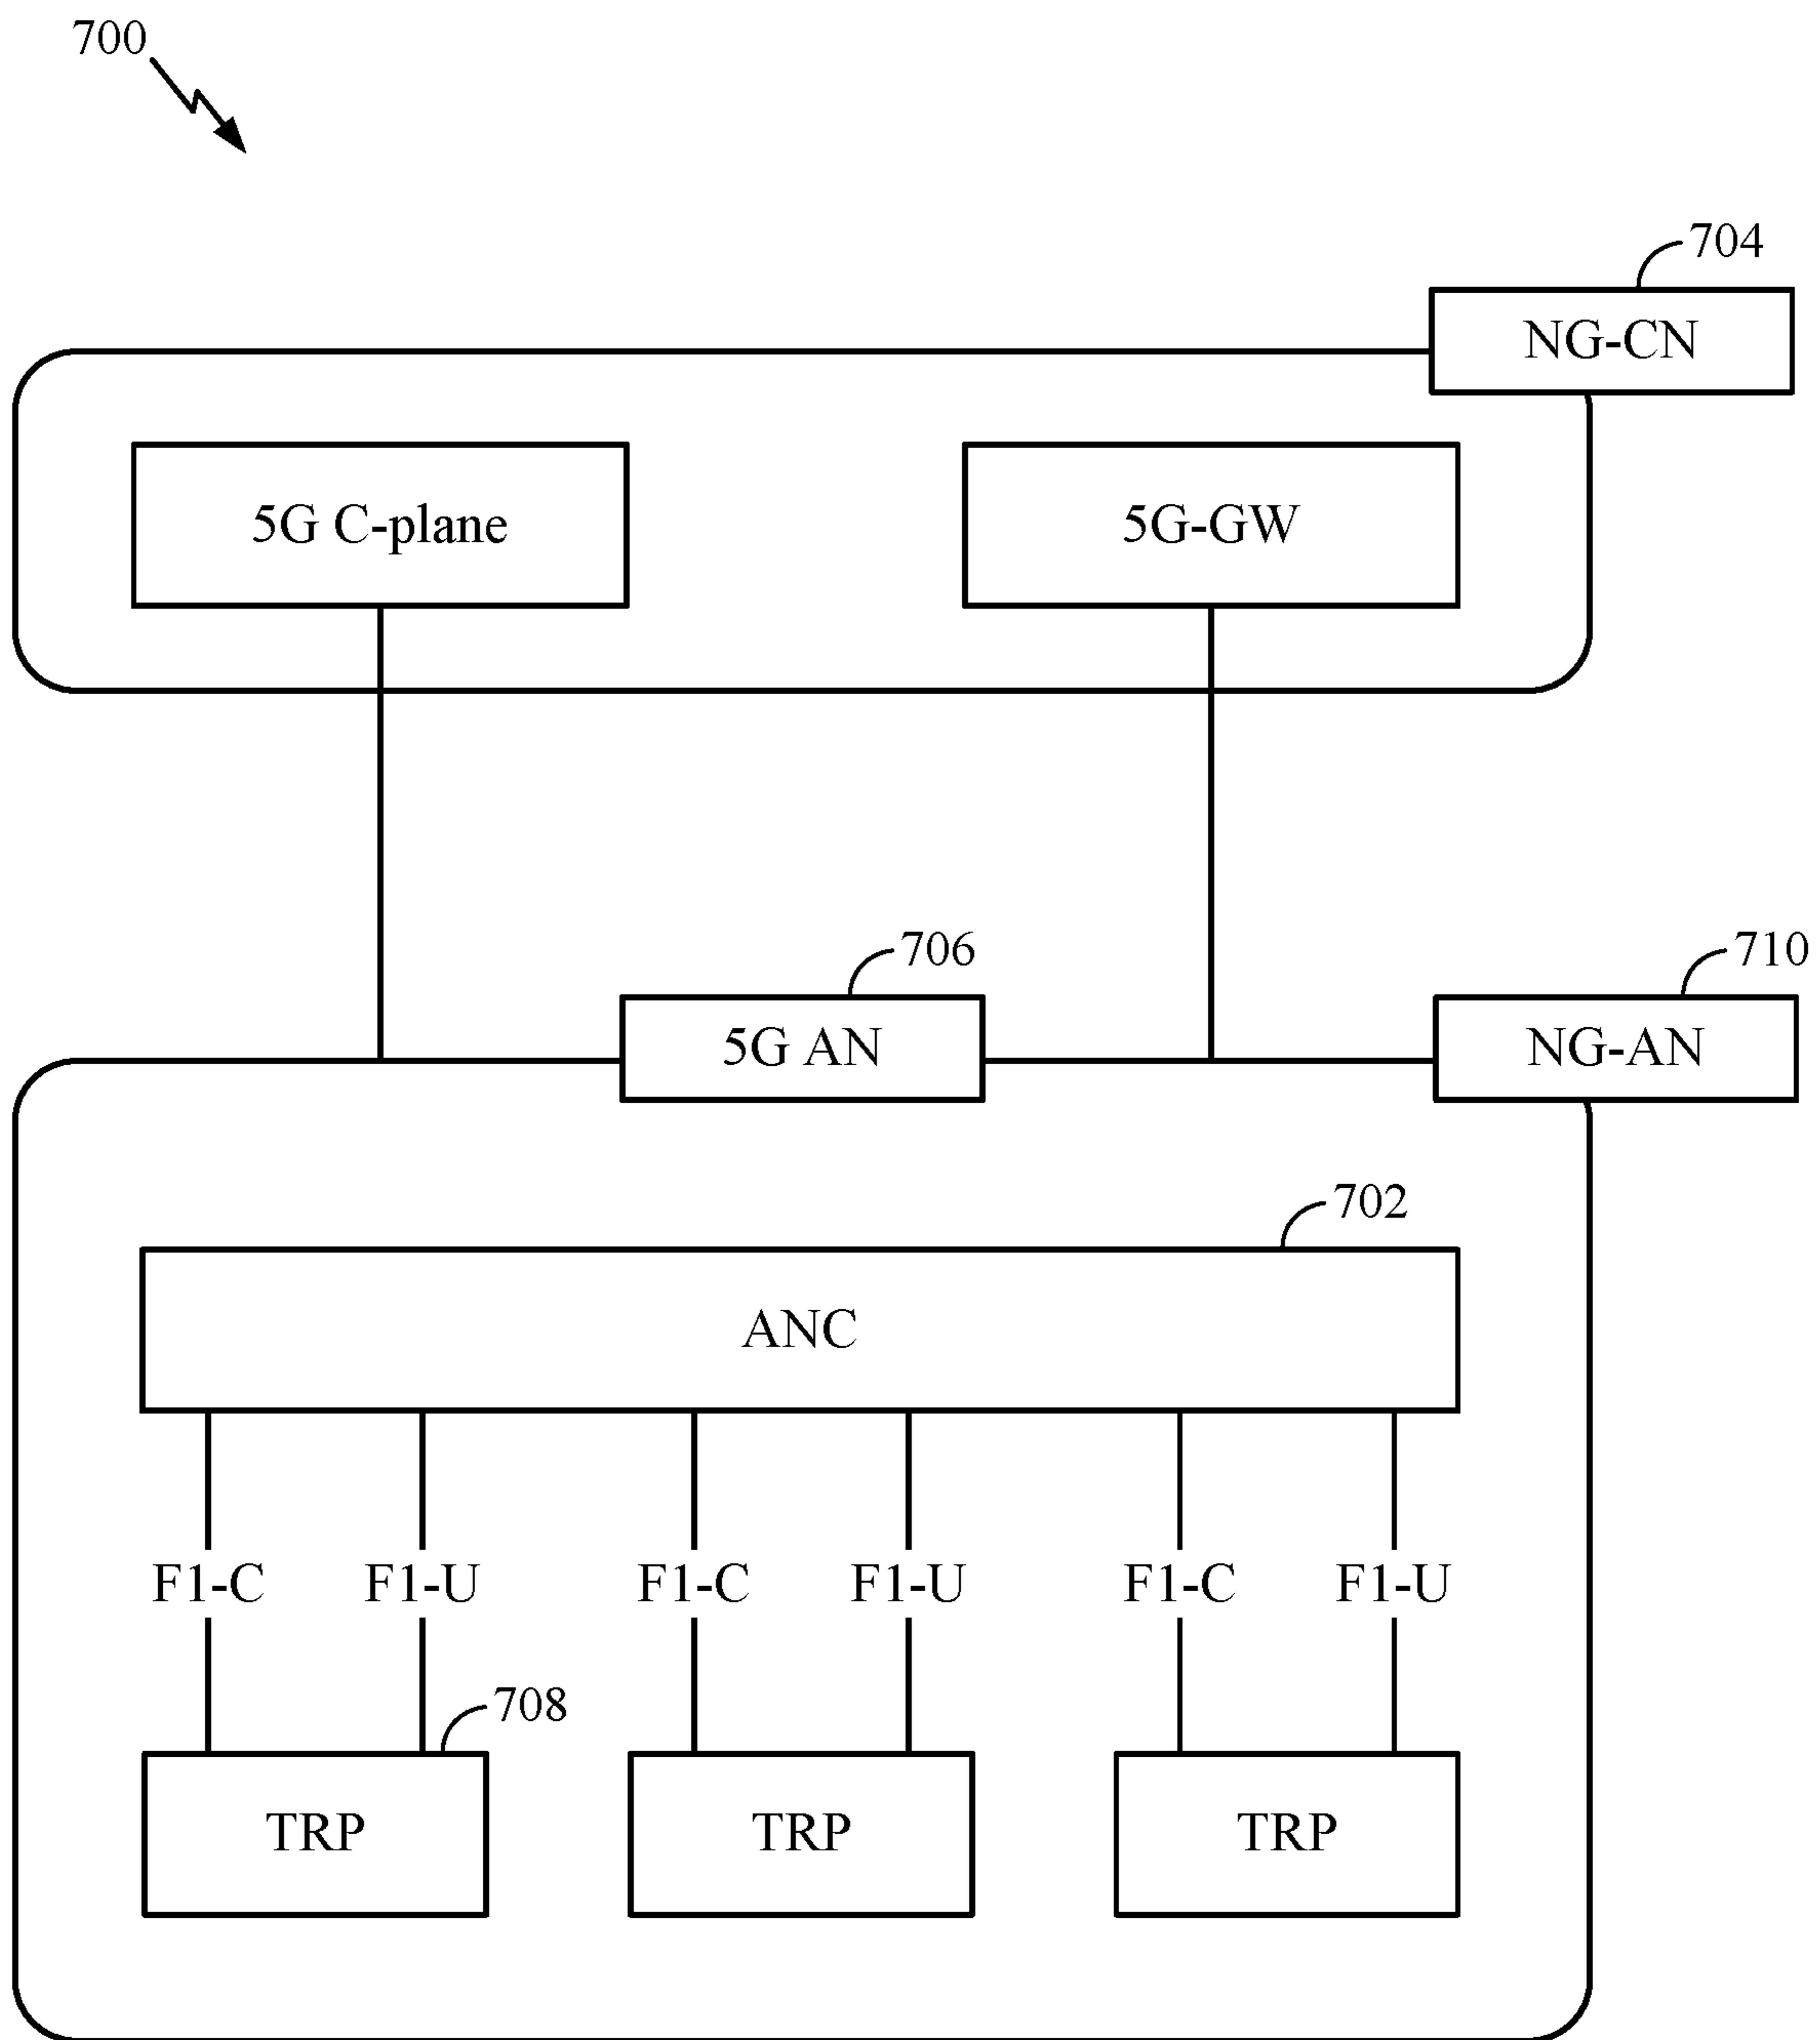 700
704
NG-CN
5G C-plane
5G-GW
706
710
5G AN
NG-AN
702
ANC
F1-C
F1-U
F1-C
F1-U
F1-C
F1-U
708
TRP
TRP
TRP